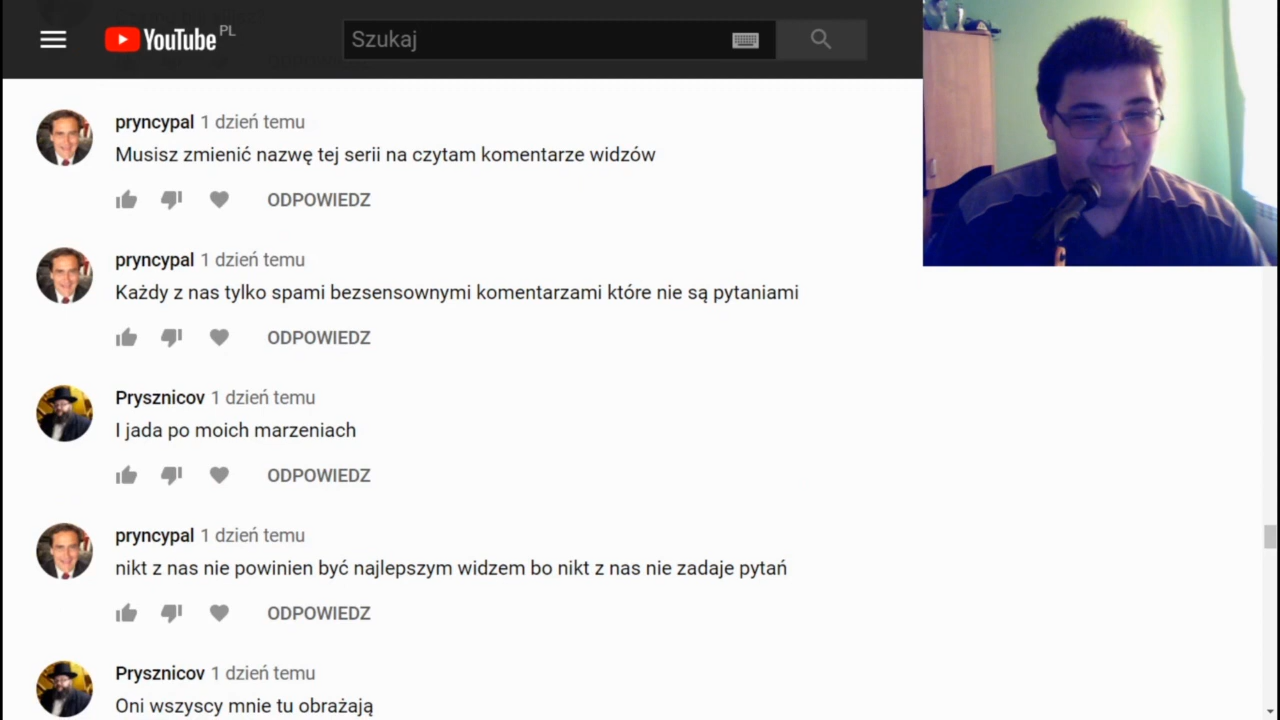 YouTube PL
Szukaj
pryncypal 1 dzień temu
Musisz zmienić nazwę tej serii na czytam komentarze widzów
ODPOWIEDZ
pryncypal 1 dzień temu
Każdy z nas tylko spami bezsensownymi komentarzami które nie są pytaniami
ODPOWIEDZ
Prysznicov 1 dzień temu
I jada po moich marzeniach
ODPOWIEDZ
pryncypal 1 dzień temu
nikt z nas nie powinien być najlepszym widzem bo nikt z nas nie zadaje pytań
ODPOWIEDZ
Prysznicov 1 dzień temu
Oni wszyscy mnie tu obrażają